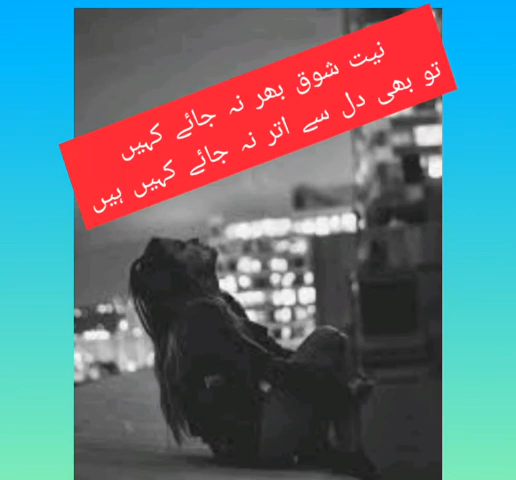 نیت شوق بھر نہ جائے کہیں
تو بھی دل سے اتر نہ جائے کہیں ہیں